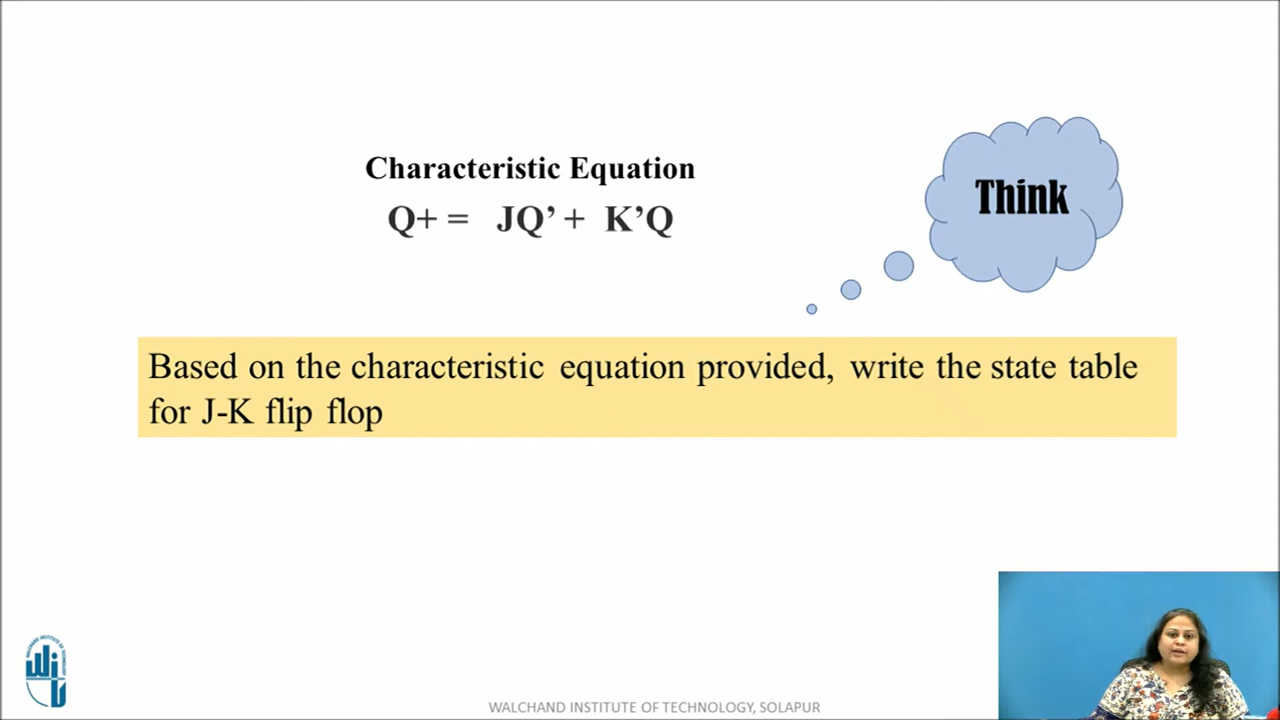 Characteristic Equation
Q+ = JQ’ + K’Q
Think
Based on the characteristic equation provided, write the state table
for J-K flip flop
WALCHAND INSTITUTE OF TECHNOLOGY, SOLAPUR